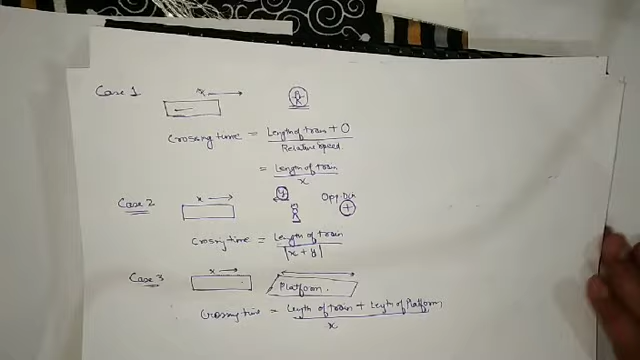 Case 1
x
Crossing time = Length of train + 0
Relative Speed
= Length of train
x
Case 2
x
y
Opp. Dirn
+
Crossing time = Length of train
|x + y|
Case 3
x
Platform.
Crossing time = Length of train + Length of Platform
x